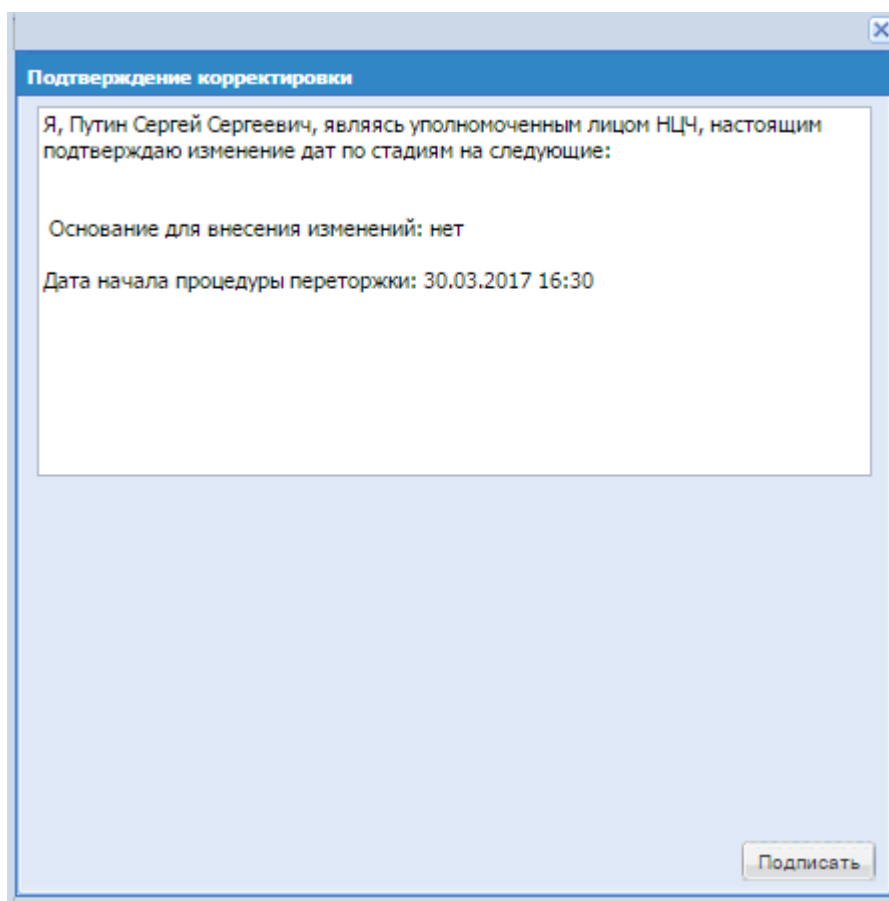 Подтверждение корректировки
Я, Путин Сергей Сергеевич, являясь уполномоченным лицом НЦЧ, настоящим
подтверждаю изменение дат по стадиям на следующие:
Основание для внесения изменений: нет
Дата начала процедуры переторжки: 30.03.2017 16:30
Подписать